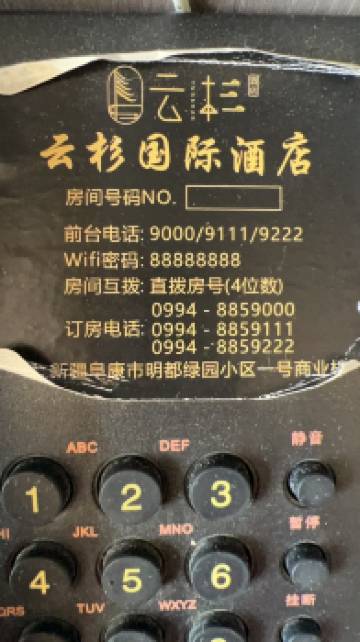 云杉
云杉国际酒店
房间号码NO.
前台电话: 9000/9111/9222
Wifi密码: 88888888
房间互拨: 直拨房号(4位数)
0994 - 8859000
订房电话: 0994 - 8859111
0994 - 8859222
新疆阜康市明都绿园小区一号商业楼
ABC DEF 静音
1 2 3
JKL MNO 暂停
4 5 6
TUV WXYZ 挂断